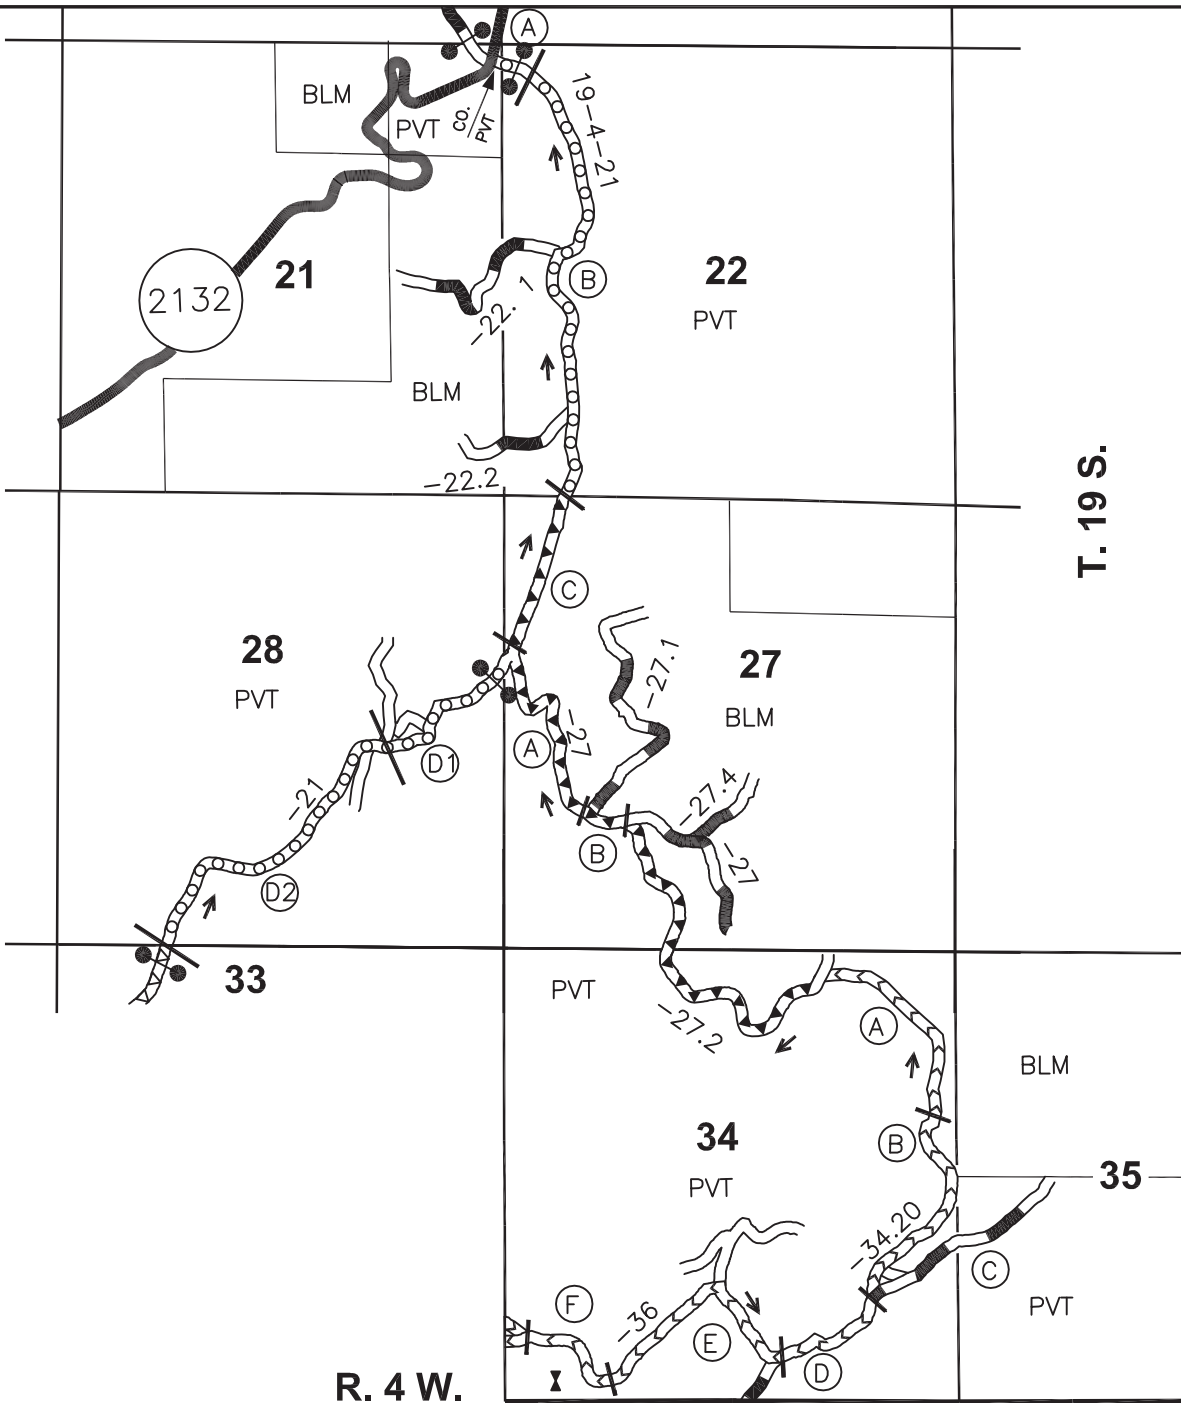 A
BLM
PVT
CO.
PVT
19-4-21
21
2132
B
22
PVT
-22.1
BLM
-22.2
T. 19 S.
C
28
PVT
-27.1
27
BLM
-27
A
D1
-21
-27.4
B
-27
D2
33
PVT
-27.2
A
BLM
34
PVT
B
35
-34.20
C
PVT
F
-36
E
D
R. 4 W.